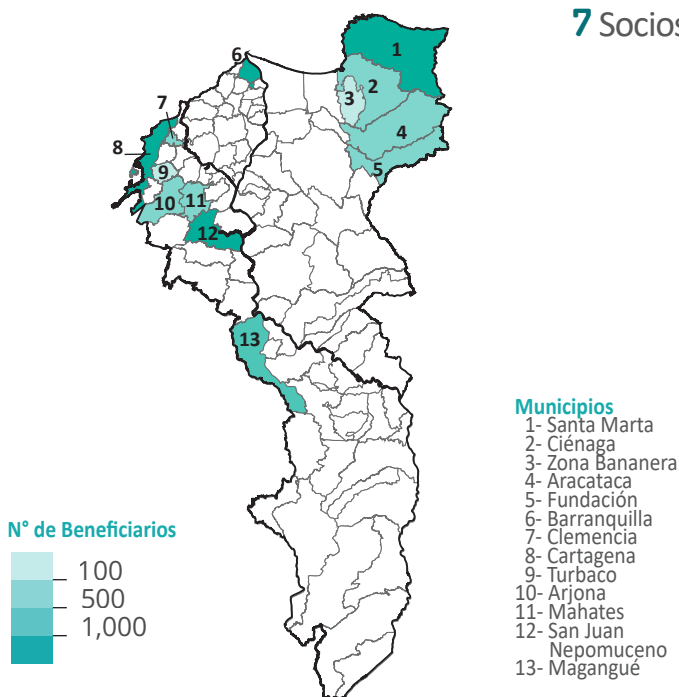 7 Socios
1
2
3
4
5
6
7
8
9
10
11
12
13
N° de Beneficiarios
100
500
1,000
Municipios
1- Santa Marta
2- Ciénaga
3- Zona Bananera
4- Aracataca
5- Fundación
6- Barranquilla
7- Clemencia
8- Cartagena
9- Turbaco
10- Arjona
11- Mahates
12- San Juan
Nepomuceno
13- Magangué